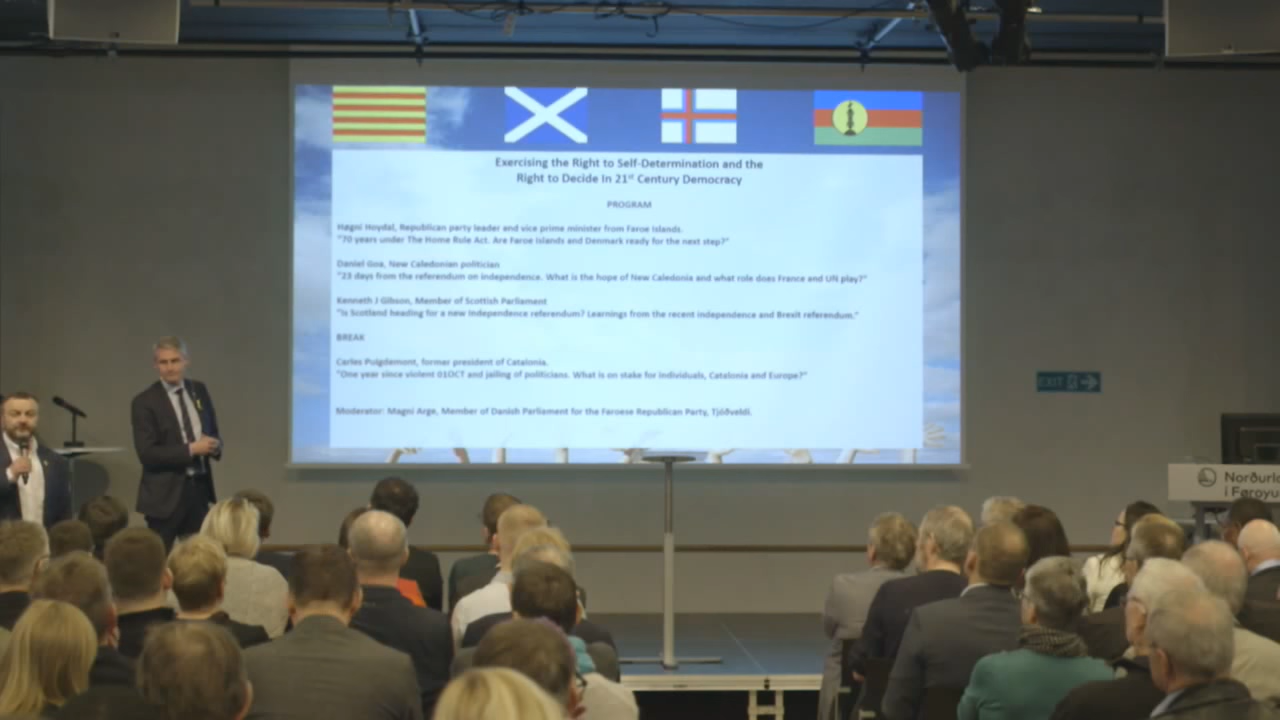 Exercising the Right to Self-Determination and the
Right to Decide In 21st Century Democracy
PROGRAM
Høgni Hoydal, Republican party leader and vice prime minister from Faroe Islands.
"70 years under The Home Rule Act. Are Faroe Islands and Denmark ready for the next step?"
Daniel Goa, New Caledonian politician
"23 days from the referendum on independence. What is the hope of New Caledonia and what role does France and UN play?"
Kenneth J Gibson, Member of Scottish Parliament
"Is Scotland heading for a new independence referendum? Learnings from the recent independence and Brexit referendum."
BREAK
Carles Puigdemont, former president of Catalonia.
"One year since violent 01OCT and jailing of politicians. What is on stake for individuals, Catalonia and Europe?"
Moderator: Magni Arge, Member of Danish Parliament for the Faroese Republican Party, Tjóðveldi.
EXIT
Norðurl
í Føroyu